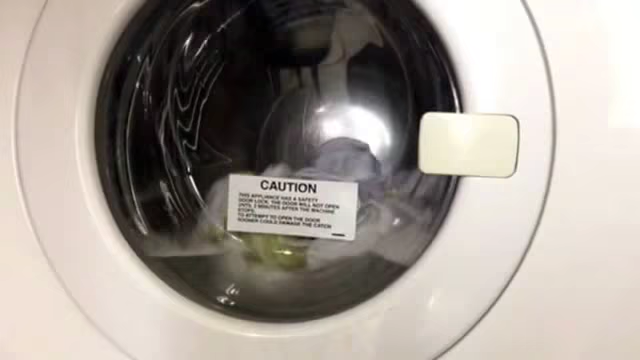 CAUTION
THIS APPLIANCE HAS A SAFETY
DOOR LOCK. THE DOOR WILL NOT OPEN
UNTIL 2 MINUTES AFTER THE MACHINE
STOPS.
TO ATTEMPT TO OPEN THE DOOR
SOONER COULD DAMAGE THE CATCH